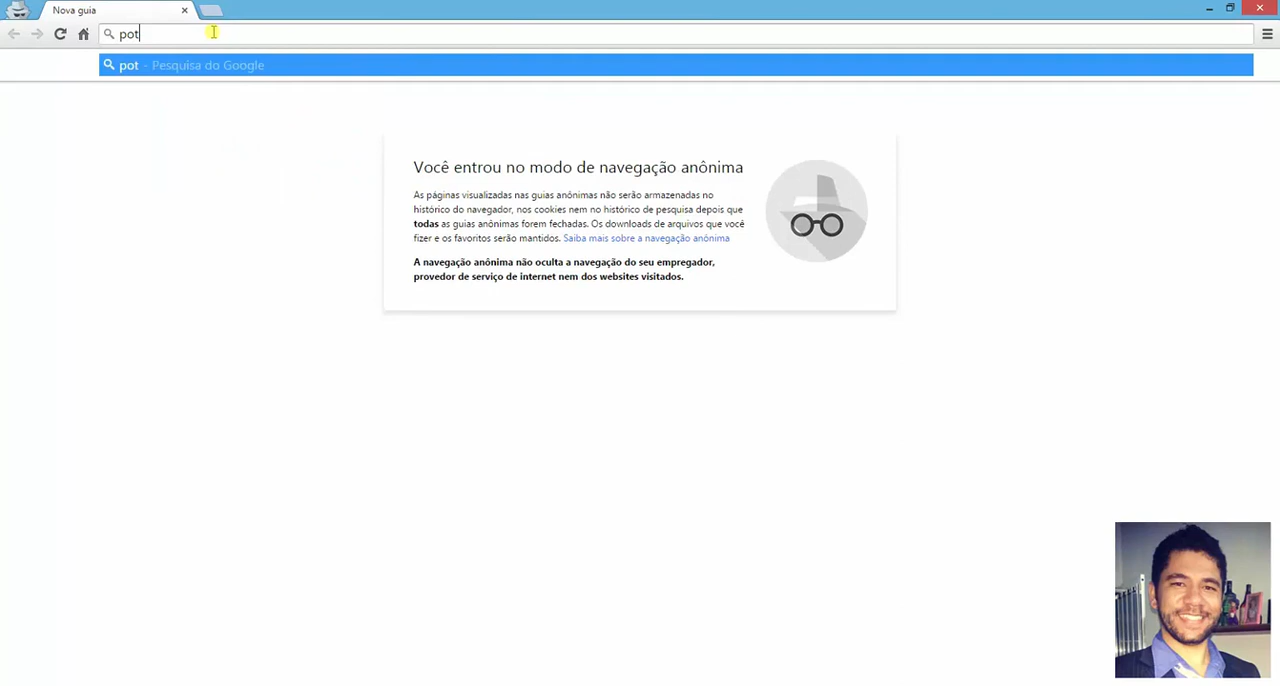 Nova guia
pot
pot - Pesquisa do Google
Você entrou no modo de navegação anônima
As páginas visualizadas nas guias anônimas não serão armazenadas no
histórico do navegador, nos cookies nem no histórico de pesquisa depois que
todas as guias anônimas forem fechadas. Os downloads de arquivos que você
fizer e os favoritos serão mantidos. Saiba mais sobre a navegação anônima
A navegação anônima não oculta a navegação do seu empregador,
provedor de serviço de internet nem dos websites visitados.